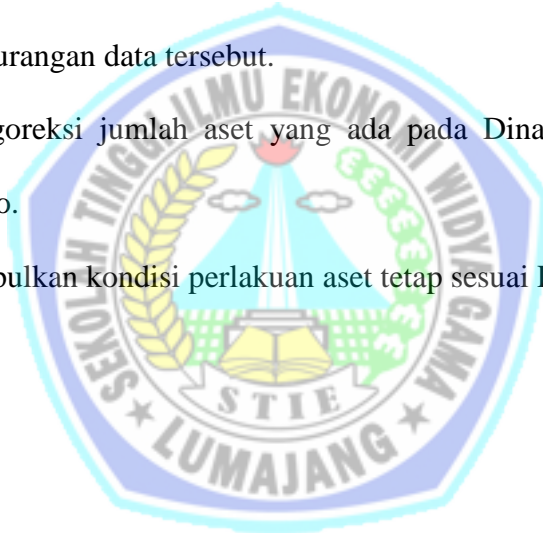 urangan data tersebut.
goreksi jumlah aset yang ada pada Dina
o.
pulkan kondisi perlakuan aset tetap sesuai
SEKOLAH TINGGI ILMU EKONOMI WIDYA GAMA
STIE
LUMAJANG